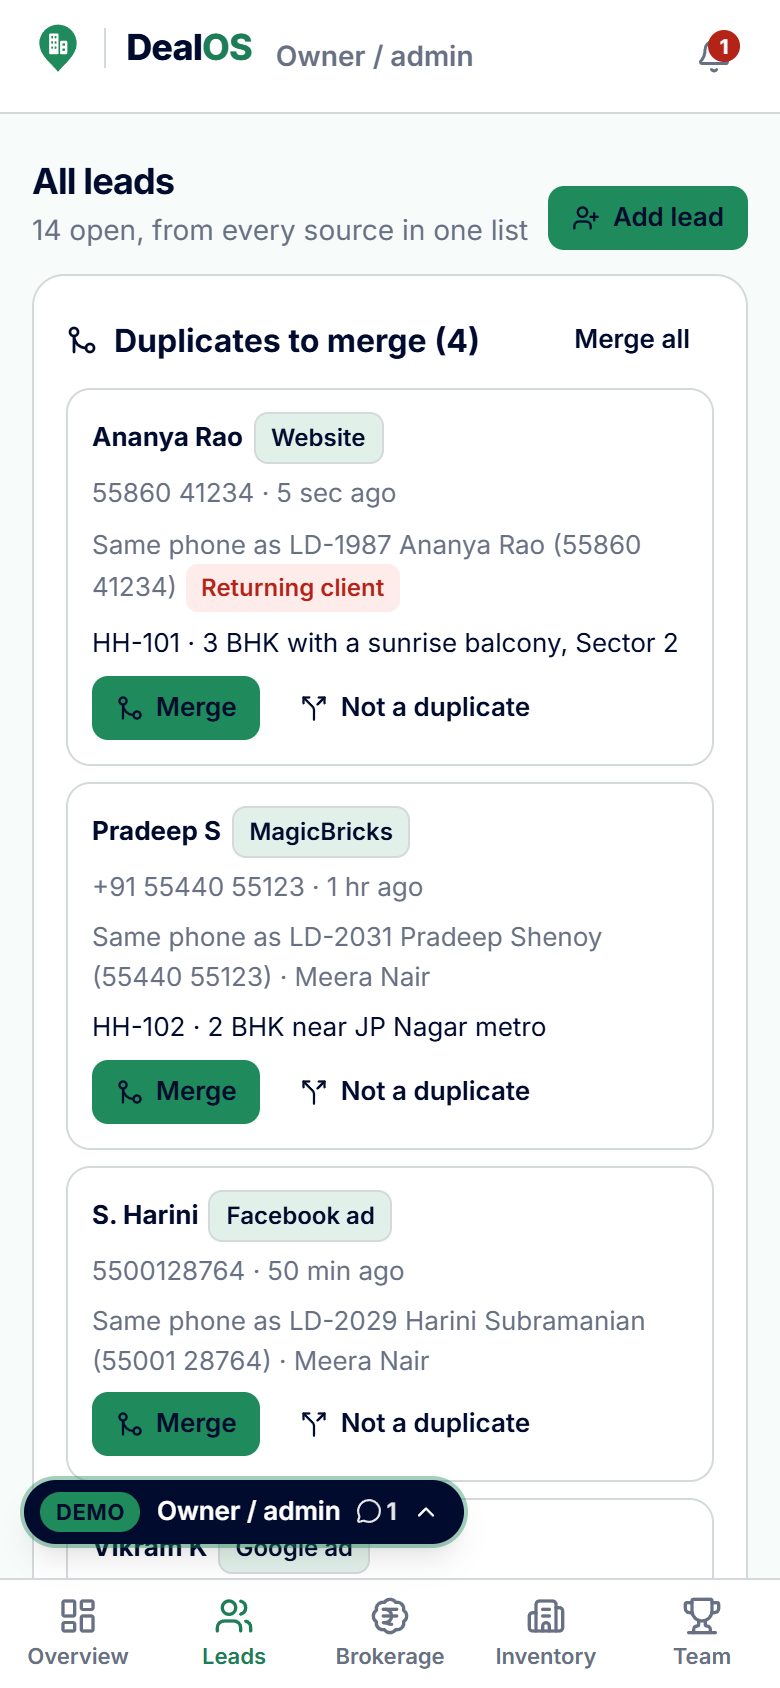 DealOS Owner / admin 1
All leads
14 open, from every source in one list
Add lead
Duplicates to merge (4) Merge all
Ananya Rao Website
55860 41234 · 5 sec ago
Same phone as LD-1987 Ananya Rao (55860
41234) Returning client
HH-101 · 3 BHK with a sunrise balcony, Sector 2
Merge Not a duplicate
Pradeep S MagicBricks
+91 55440 55123 · 1 hr ago
Same phone as LD-2031 Pradeep Shenoy
(55440 55123) · Meera Nair
HH-102 · 2 BHK near JP Nagar metro
Merge Not a duplicate
S. Harini Facebook ad
5500128764 · 50 min ago
Same phone as LD-2029 Harini Subramanian
(55001 28764) · Meera Nair
Merge Not a duplicate
DEMO Owner / admin 1
Vikram K Google ad
Overview Leads Brokerage Inventory Team